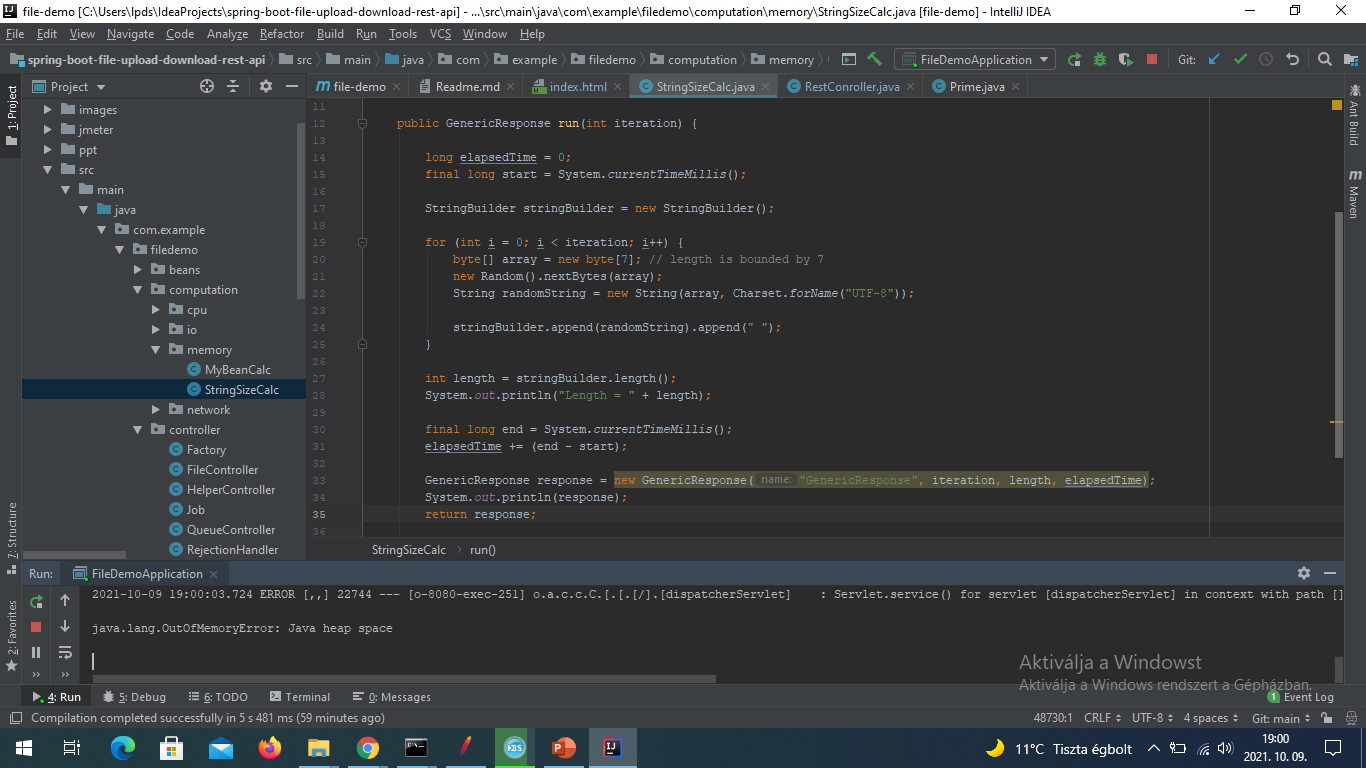 file-demo [C:\Users\lpds\IdeaProjects\spring-boot-file-upload-download-rest-api] - ...\src\main\java\com\example\filedemo\computation\memory\StringSizeCalc.java [file-demo] - IntelliJ IDEA
File Edit View Navigate Code Analyze Refactor Build Run Tools VCS Window Help
spring-boot-file-upload-download-rest-api src main java com example filedemo computation memory FileDemoApplication Git:
Project file-demo Readme.md index.html StringSizeCalc.java RestConroller.java Prime.java
1: Project
7: Structure
2: Favorites
Ant Build
Maven
images
jmeter
ppt
src
main
java
com.example
filedemo
beans
computation
cpu
io
memory
MyBeanCalc
StringSizeCalc
network
controller
Factory
FileController
HelperController
Job
QueueController
RejectionHandler
11
12 public GenericResponse run(int iteration) {
13
14 long elapsedTime = 0;
15 final long start = System.currentTimeMillis();
16
17 StringBuilder stringBuilder = new StringBuilder();
18
19 for (int i = 0; i < iteration; i++) {
20 byte[] array = new byte[7]; // length is bounded by 7
21 new Random().nextBytes(array);
22 String randomString = new String(array, Charset.forName("UTF-8"));
23
24 stringBuilder.append(randomString).append(" ");
25 }
26
27 int length = stringBuilder.length();
28 System.out.println("Length = " + length);
29
30 final long end = System.currentTimeMillis();
31 elapsedTime += (end - start);
32
33 GenericResponse response = new GenericResponse( name: "GenericResponse", iteration, length, elapsedTime);
34 System.out.println(response);
35 return response;
36
StringSizeCalc › run()
Run: FileDemoApplication
2021-10-09 19:00:03.724 ERROR [,,] 22744 --- [o-8080-exec-251] o.a.c.c.C.[.[.[/].[dispatcherServlet] : Servlet.service() for servlet [dispatcherServlet] in context with path []
java.lang.OutOfMemoryError: Java heap space
Aktiválja a Windowst
Aktiválja a Windows rendszert a Gépházban.
4: Run 5: Debug 6: TODO Terminal 0: Messages 1 Event Log
Compilation completed successfully in 5 s 481 ms (59 minutes ago) 48730:1 CRLF UTF-8 4 spaces Git: main
11°C Tiszta égbolt 19:00
2021. 10. 09.